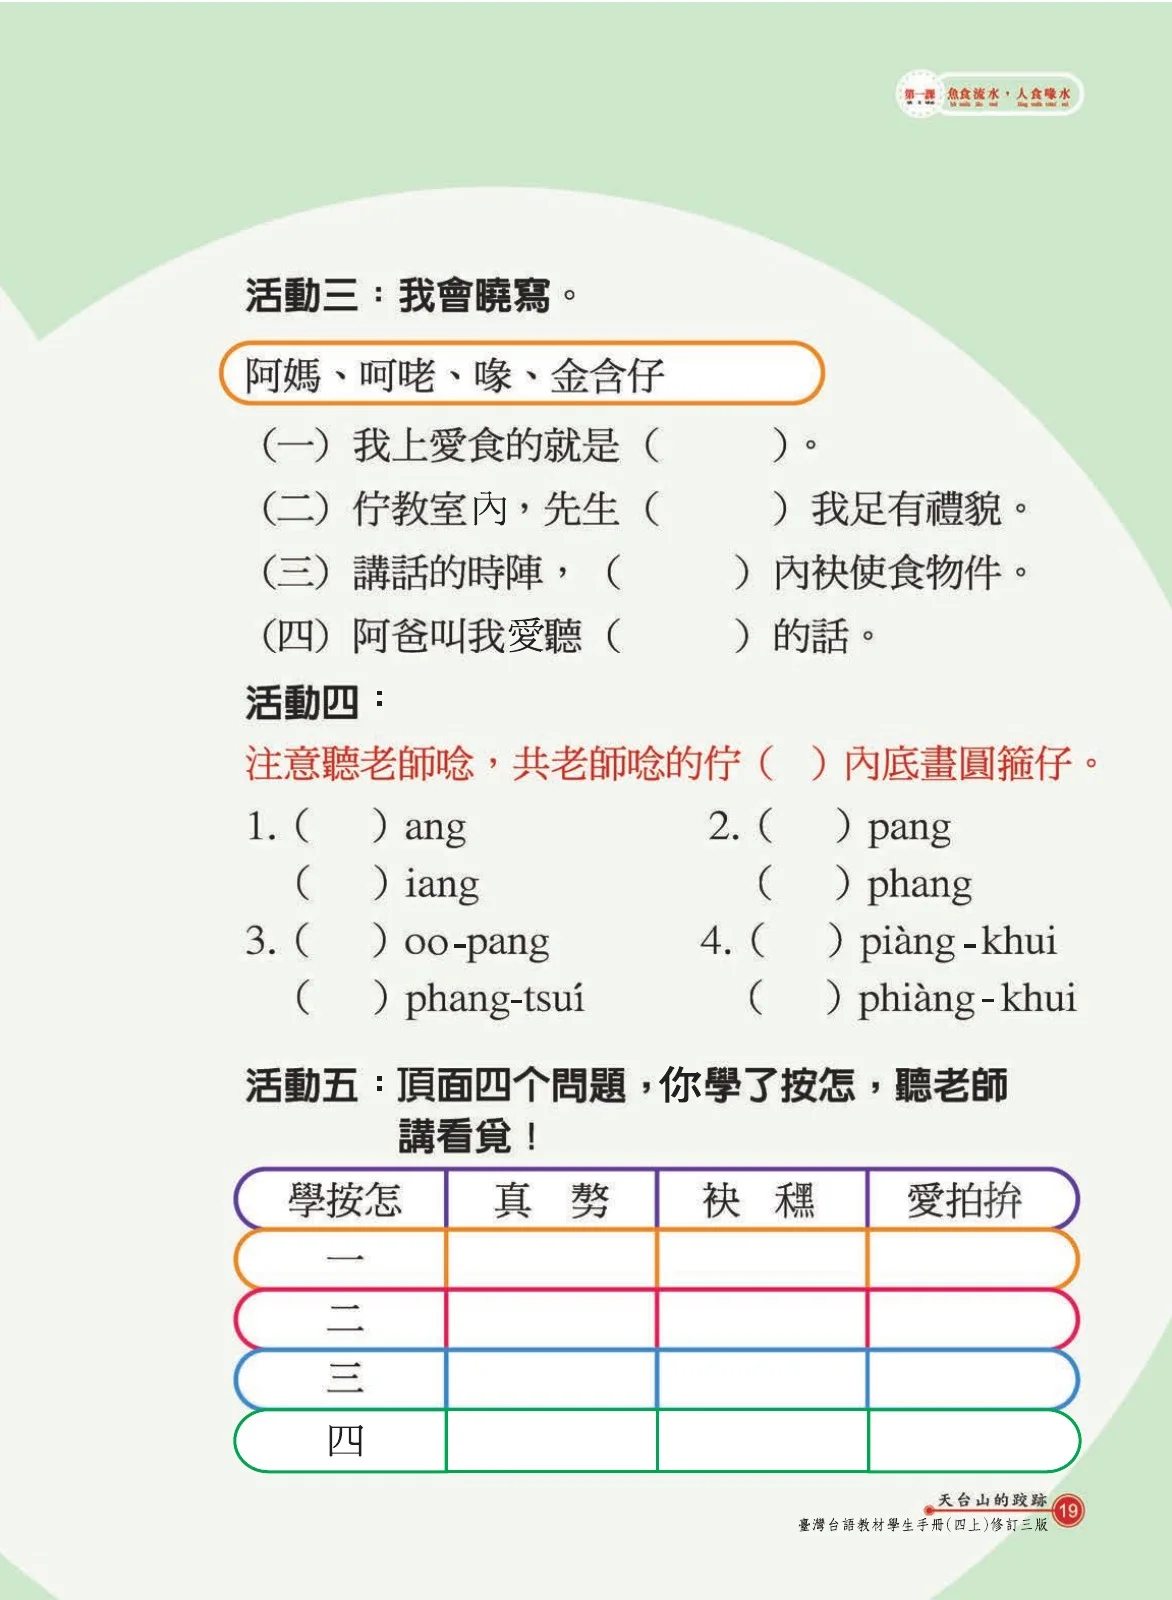 第一課 魚食流水，人食喙水
活動三：我會曉寫。
阿媽、呵咾、喙、金含仔
（一）我上愛食的就是（　　　）。
（二）佇教室內，先生（　　　）我足有禮貌。
（三）講話的時陣，（　　　）內袂使食物件。
（四）阿爸叫我愛聽（　　　）的話。
活動四：
注意聽老師唸，共老師唸的佇（　）內底畫圓箍仔。
1.（　）ang 2.（　）pang
（　）iang （　）phang
3.（　）oo-pang 4.（　）piàng-khui
（　）phang-tsuí （　）phiàng-khui
活動五：頂面四个問題，你學了按怎，聽老師
講看覓！
學按怎 真 勥 袂 穤 愛拍拚
一
二
三
四
天台山的跤跡
臺灣台語教材學生手冊(四上)修訂三版
19